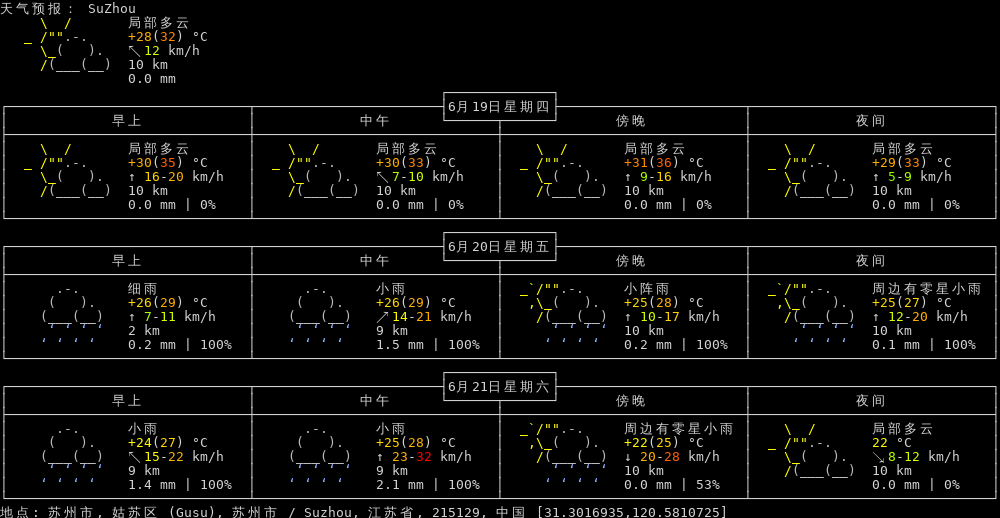 天气预报: SuZhou
局部多云
+28(32) °C
↖ 12 km/h
10 km
0.0 mm
6月19日星期四
早上 中午 傍晚 夜间
局部多云 局部多云 局部多云 局部多云
+30(35) °C +30(33) °C +31(36) °C +29(33) °C
↑ 16-20 km/h ↖ 7-10 km/h ↑ 9-16 km/h ↑ 5-9 km/h
10 km 10 km 10 km 10 km
0.0 mm | 0% 0.0 mm | 0% 0.0 mm | 0% 0.0 mm | 0%
6月20日星期五
早上 中午 傍晚 夜间
细雨 小雨 小阵雨 周边有零星小雨
+26(29) °C +26(29) °C +25(28) °C +25(27) °C
↑ 7-11 km/h ↗ 14-21 km/h ↑ 10-17 km/h ↑ 12-20 km/h
2 km 9 km 10 km 10 km
0.2 mm | 100% 1.5 mm | 100% 0.2 mm | 100% 0.1 mm | 100%
6月21日星期六
早上 中午 傍晚 夜间
小雨 小雨 周边有零星小雨 局部多云
+24(27) °C +25(28) °C +22(25) °C 22 °C
↖ 15-22 km/h ↑ 23-32 km/h ↓ 20-28 km/h ↘ 8-12 km/h
9 km 9 km 10 km 10 km
1.4 mm | 100% 2.1 mm | 100% 0.0 mm | 53% 0.0 mm | 0%
地点: 苏州市, 姑苏区 (Gusu), 苏州市 / Suzhou, 江苏省, 215129, 中国 [31.3016935,120.5810725]